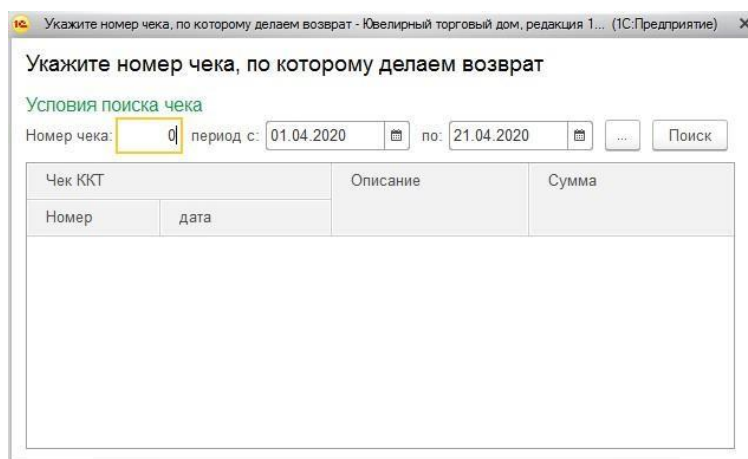 1С Укажите номер чека, по которому делаем возврат - Ювелирный торговый дом, редакция 1... (1С:Предприятие)
Укажите номер чека, по которому делаем возврат
Условия поиска чека
Номер чека: 0 период с: 01.04.2020 по: 21.04.2020 ... Поиск
Чек ККТ Описание Сумма
Номер дата